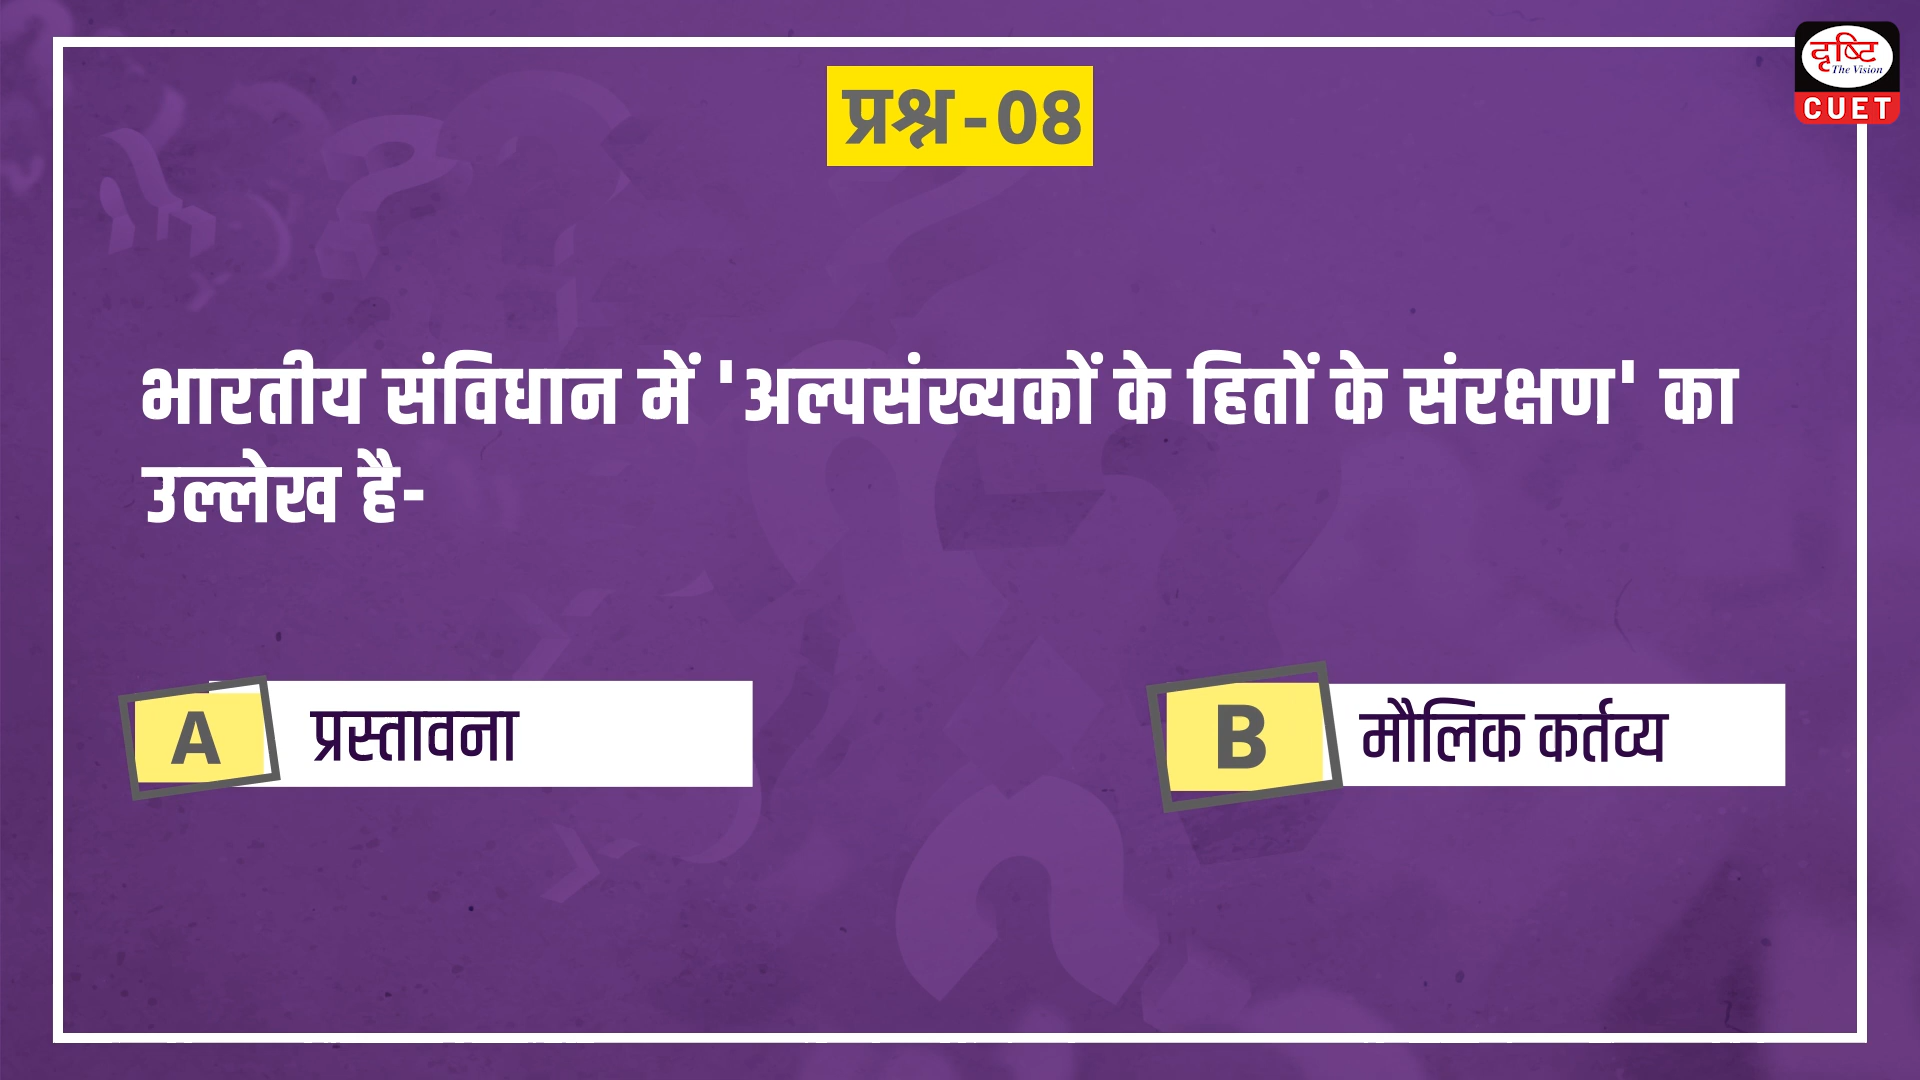 दृष्टि
The Vision
CUET
प्रश्न-08
भारतीय संविधान में 'अल्पसंख्यकों के हितों के संरक्षण' का
उल्लेख है-
A प्रस्तावना
B मौलिक कर्तव्य